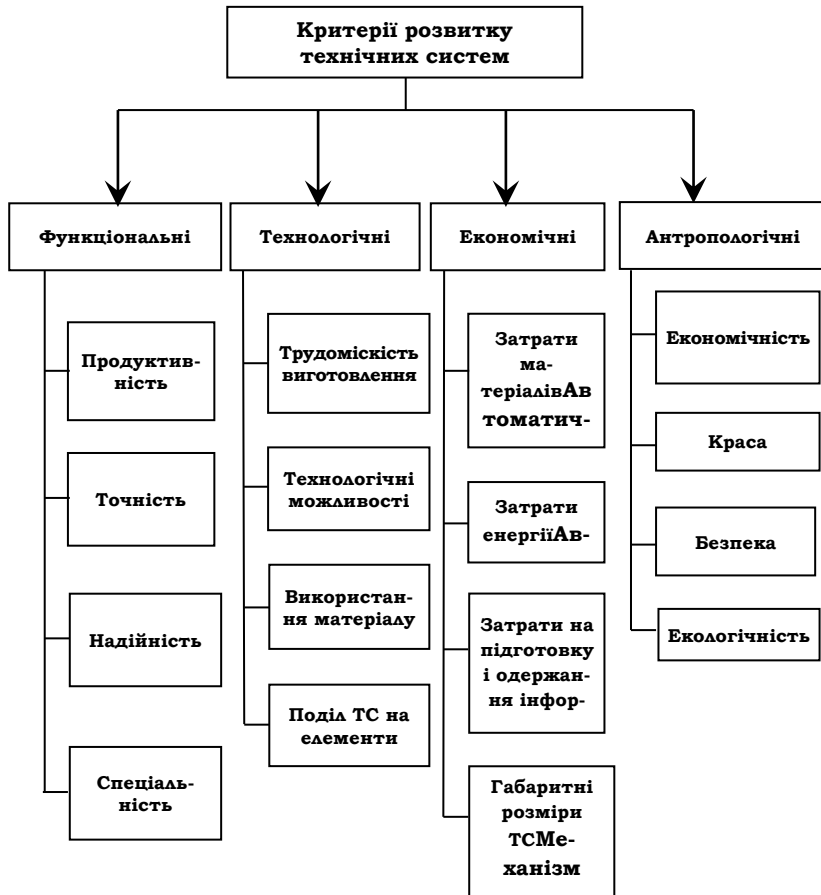 Критерії розвитку
технічних систем
Функціональні
Технологічні
Економічні
Антропологічні
Продуктив-
ність
Точність
Надійність
Спеціаль-
ність
Трудоміскість
виготовлення
Технологічні
можливості
Використан-
ня матеріалу
Поділ ТС на
елементи
Затрати
ма-
теріалівАв
томатич-
Затрати
енергіїАв-
Затрати на
підготовку
і одержан-
ня інфор-
Габаритні
розміри
ТСМе-
ханізм
Економічність
Краса
Безпека
Екологічність